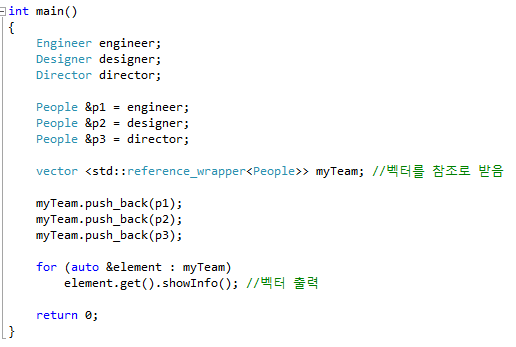 int main()
{
    Engineer engineer;
    Designer designer;
    Director director;

    People &p1 = engineer;
    People &p2 = designer;
    People &p3 = director;

    vector <std::reference_wrapper<People>> myTeam; //벡터를 참조로 받음

    myTeam.push_back(p1);
    myTeam.push_back(p2);
    myTeam.push_back(p3);

    for (auto &element : myTeam)
        element.get().showInfo(); //벡터 출력

    return 0;
}